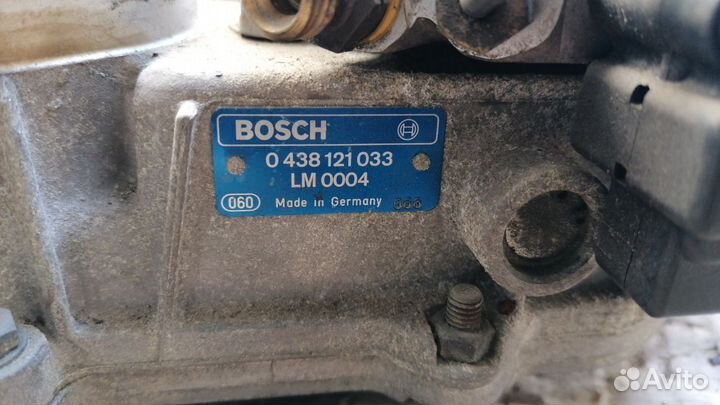 BOSCH
0 438 121 033
LM 0004
060 Made in Germany
Avito